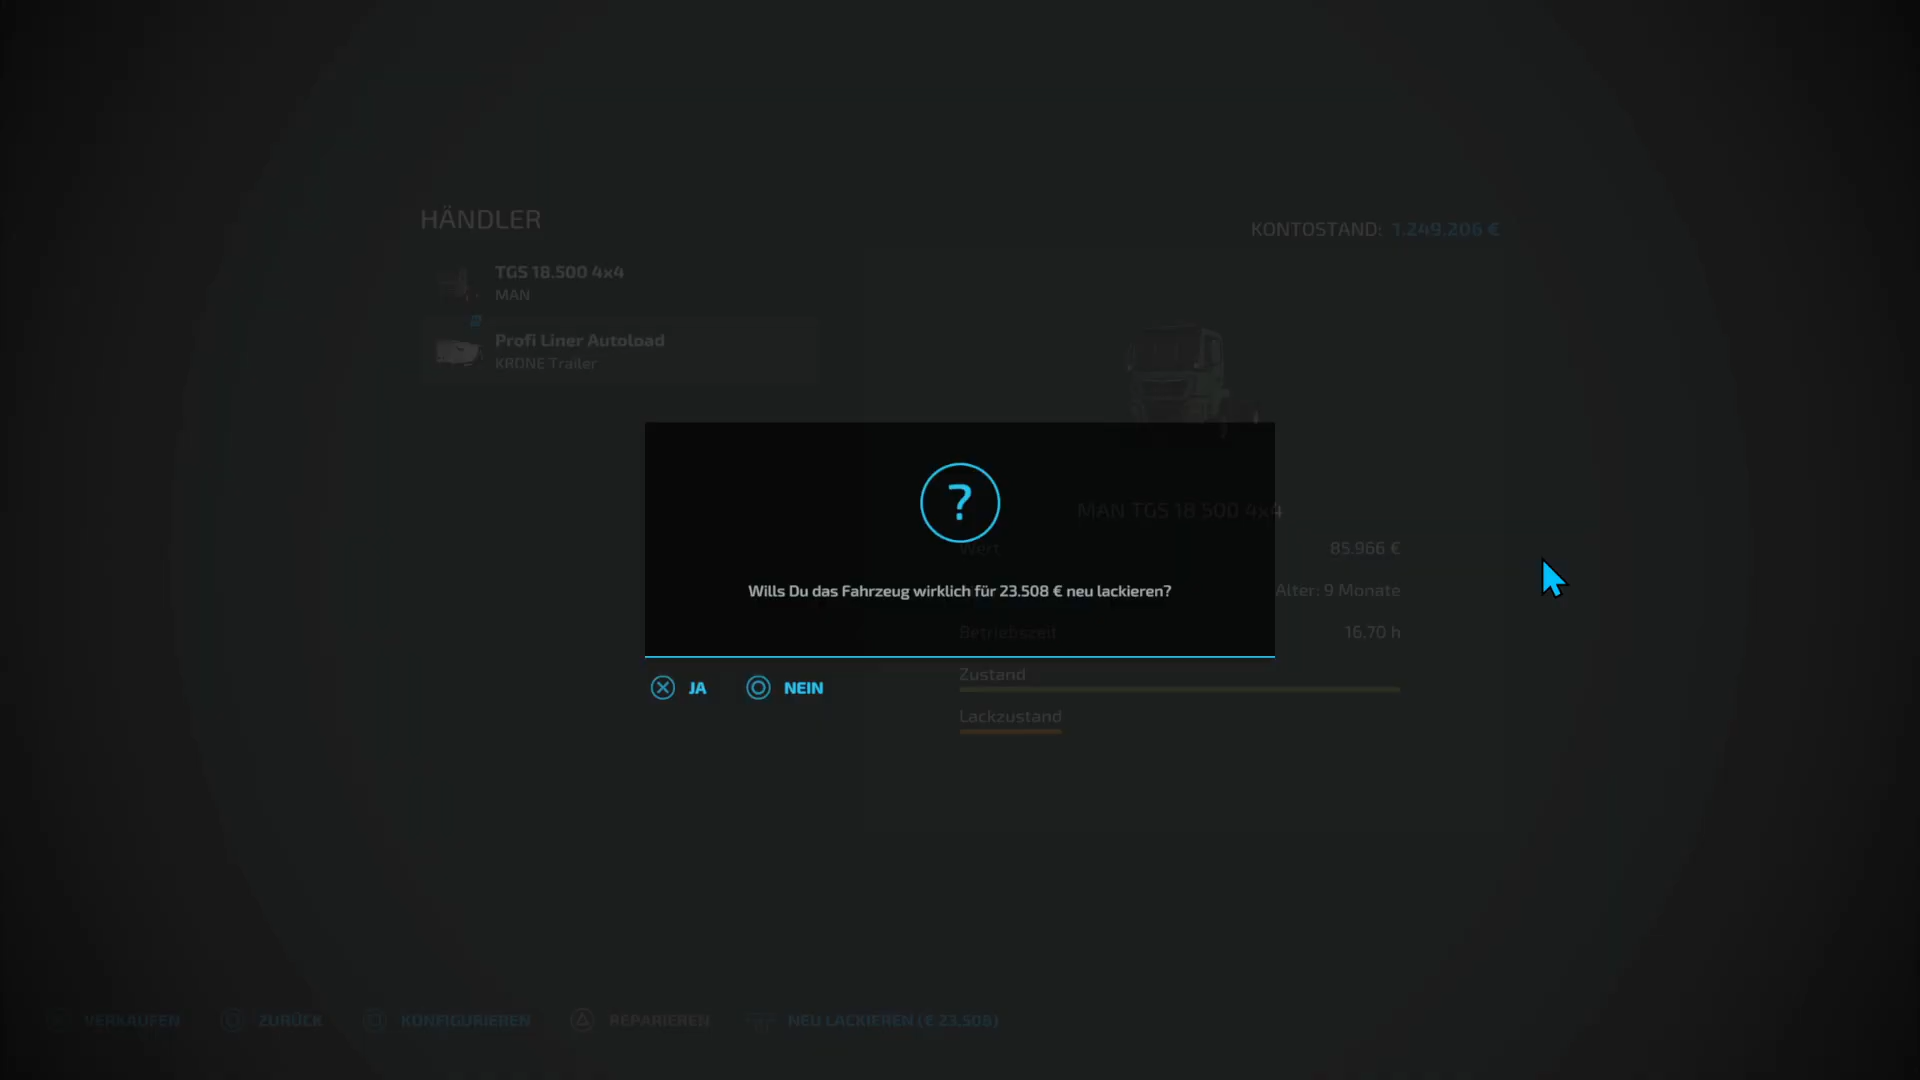 HÄNDLER
KONTOSTAND: 1.249.206 €
TGS 18.500 4x4
MAN
Profi Liner Autoload
KRONE Trailer
?
MAN TGS 18 500 4x4
Wert
85.966 €
Wills Du das Fahrzeug wirklich für 23.508 € neu lackieren?
Alter: 9 Monate
Betriebszeit
16.70 h
Zustand
JA
NEIN
Lackzustand
VERKAUFEN
ZURÜCK
KONFIGURIEREN
REPARIEREN
NEU LACKIEREN (€ 23.508)